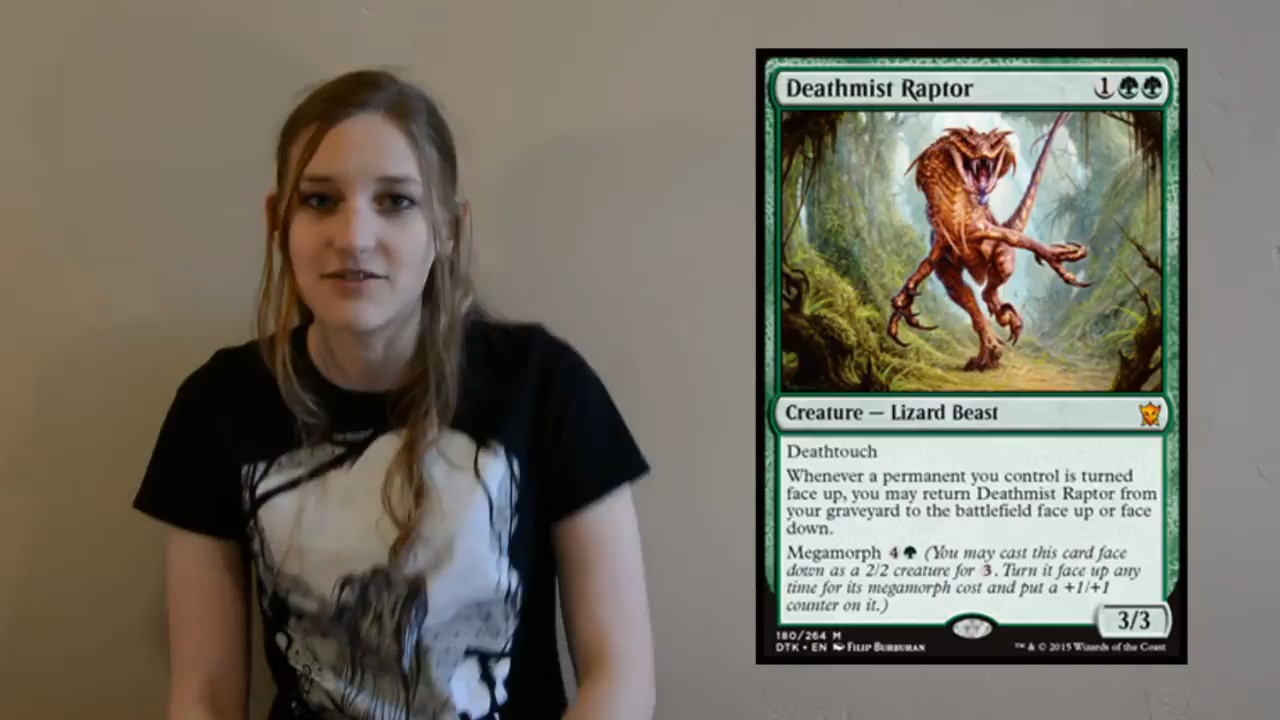 Deathmist Raptor 1
Creature — Lizard Beast
Deathtouch
Whenever a permanent you control is turned
face up, you may return Deathmist Raptor from
your graveyard to the battlefield face up or face
down.
Megamorph 4 (You may cast this card face
down as a 2/2 creature for 3. Turn it face up any
time for its megamorph cost and put a +1/+1
counter on it.)
3/3
180/264 M
DTK • EN Filip Burburan
™ & © 2015 Wizards of the Coast